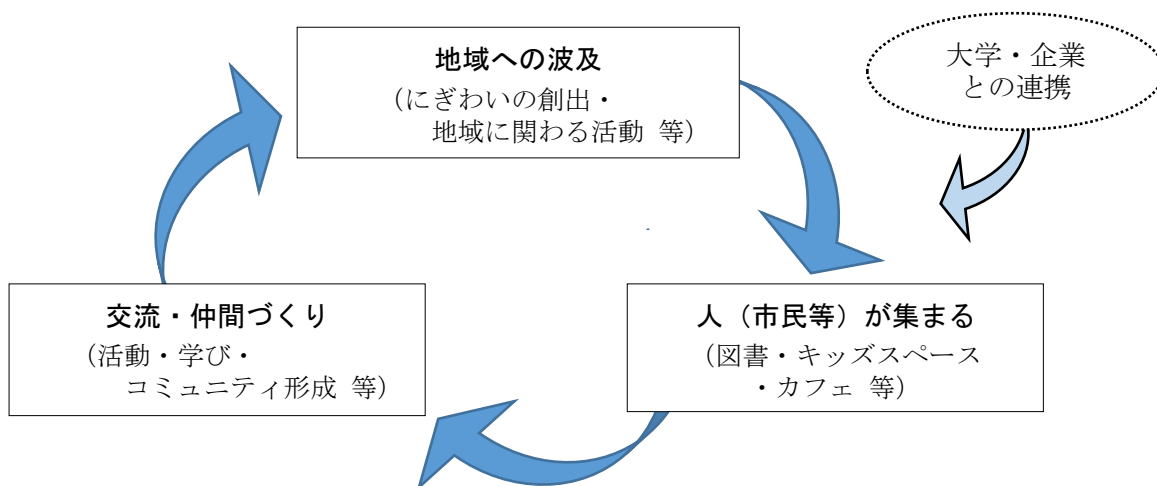 地域への波及
（にぎわいの創出・
地域に関わる活動 等）
大学・企業
との連携
交流・仲間づくり
（活動・学び・
コミュニティ形成 等）
人（市民等）が集まる
（図書・キッズスペース
・カフェ 等）